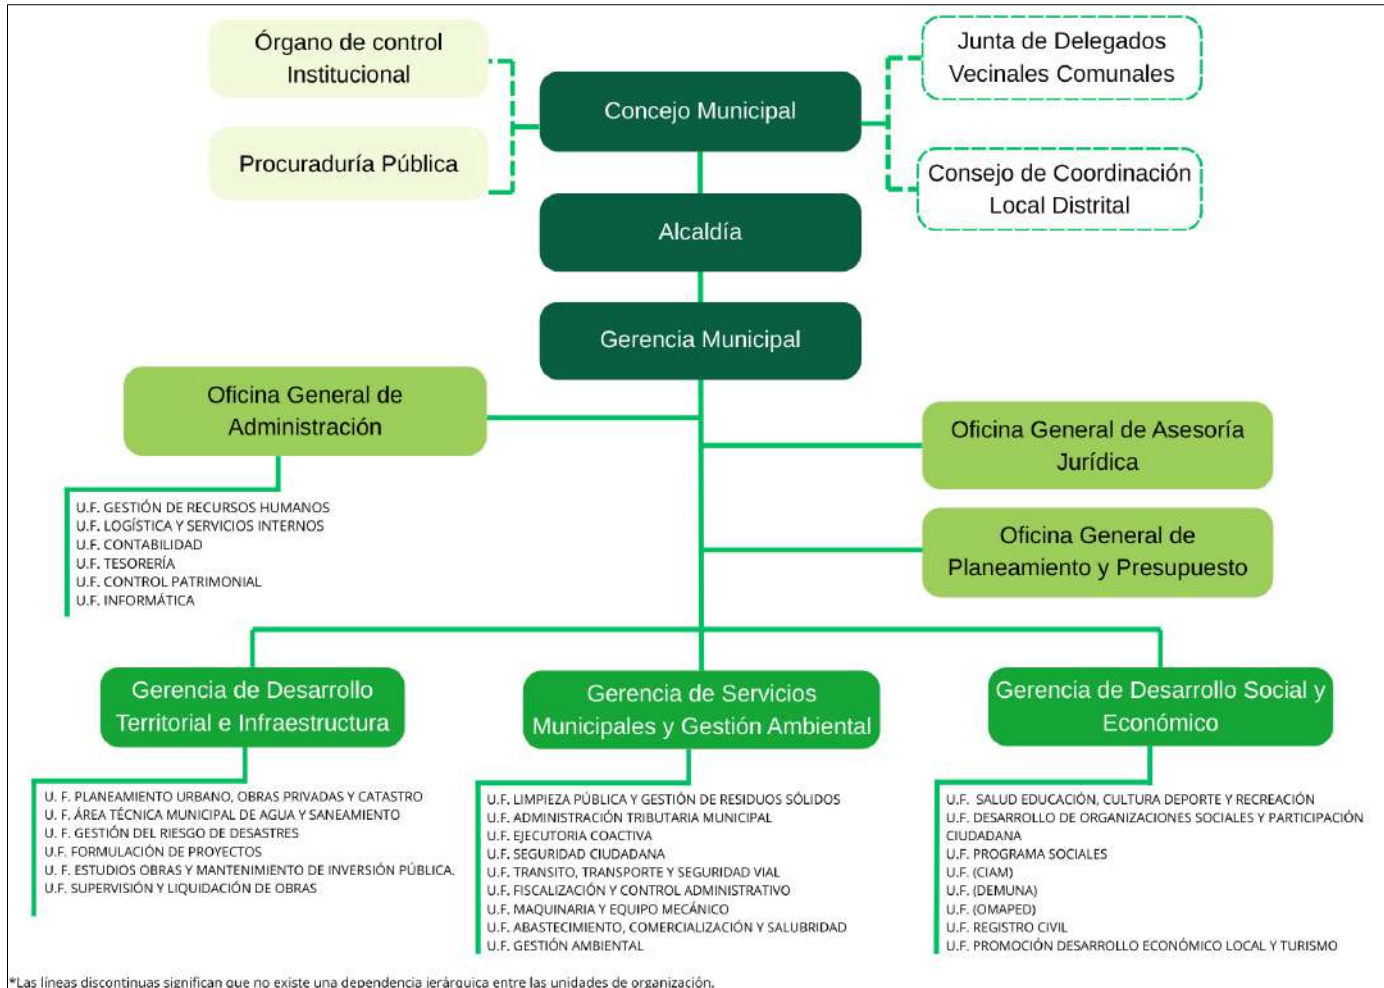 Órgano de control
Institucional
Procuraduría Pública
Concejo Municipal
Junta de Delegados
Vecinales Comunales
Consejo de Coordinación
Local Distrital
Alcaldía
Gerencia Municipal
Oficina General de
Administración
U.F. GESTIÓN DE RECURSOS HUMANOS
U.F. LOGÍSTICA Y SERVICIOS INTERNOS
U.F. CONTABILIDAD
U.F. TESORERÍA
U.F. CONTROL PATRIMONIAL
U.F. INFORMÁTICA
Oficina General de Asesoría
Jurídica
Oficina General de
Planeamiento y Presupuesto
Gerencia de Desarrollo
Territorial e Infraestructura
U. F. PLANEAMIENTO URBANO, OBRAS PRIVADAS Y CATASTRO
U. F. ÁREA TÉCNICA MUNICIPAL DE AGUA Y SANEAMIENTO
U. F. GESTIÓN DEL RIESGO DE DESASTRES
U.F. FORMULACIÓN DE PROYECTOS
U. F. ESTUDIOS OBRAS Y MANTENIMIENTO DE INVERSIÓN PÚBLICA.
U.F. SUPERVISIÓN Y LIQUIDACIÓN DE OBRAS
Gerencia de Servicios
Municipales y Gestión Ambiental
U.F. LIMPIEZA PÚBLICA Y GESTIÓN DE RESIDUOS SÓLIDOS
U.F. ADMINISTRACIÓN TRIBUTARIA MUNICIPAL
U.F. EJECUTORIA COACTIVA
U.F. SEGURIDAD CIUDADANA
U.F. TRANSITO, TRANSPORTE Y SEGURIDAD VIAL
U.F. FISCALIZACIÓN Y CONTROL ADMINISTRATIVO
U.F. MAQUINARIA Y EQUIPO MECÁNICO
U.F. ABASTECIMIENTO, COMERCIALIZACIÓN Y SALUBRIDAD
U.F. GESTIÓN AMBIENTAL
Gerencia de Desarrollo Social y
Económico
U.F. SALUD EDUCACIÓN, CULTURA DEPORTE Y RECREACIÓN
U.F. DESARROLLO DE ORGANIZACIONES SOCIALES Y PARTICIPACIÓN
CIUDADANA
U.F. PROGRAMA SOCIALES
U.F. (CIAM)
U.F. (DEMUNA)
U.F. (OMAPED)
U.F. REGISTRO CIVIL
U.F. PROMOCIÓN DESARROLLO ECONÓMICO LOCAL Y TURISMO
*Las líneas discontinuas significan que no existe una dependencia jerárquica entre las unidades de organización.